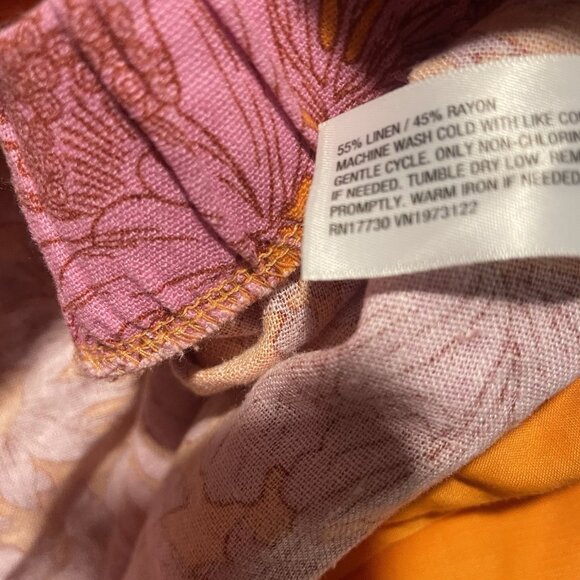 55% LINEN / 45% RAYON
MACHINE WASH COLD WITH LIKE
GENTLE CYCLE. ONLY NON-CHLORINE
IF NEEDED. TUMBLE DRY LOW.
PROMPTLY. WARM IRON IF NEEDED
RN17730 VN1973122